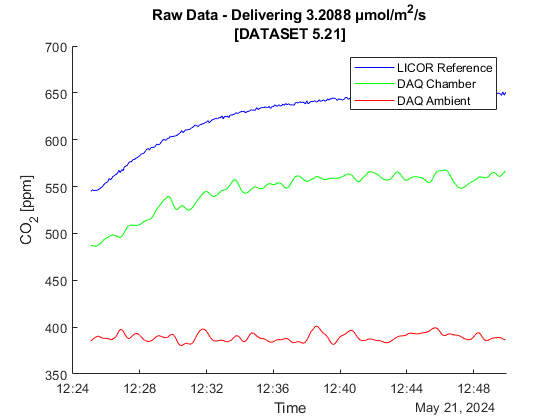 Raw Data - Delivering 3.2088 μmol/m²/s
[DATASET 5.21]
LICOR Reference
DAQ Chamber
DAQ Ambient
700
650
600
550
500
450
400
350
CO₂ [ppm]
12:24 12:28 12:32 12:36 12:40 12:44 12:48
Time
May 21, 2024